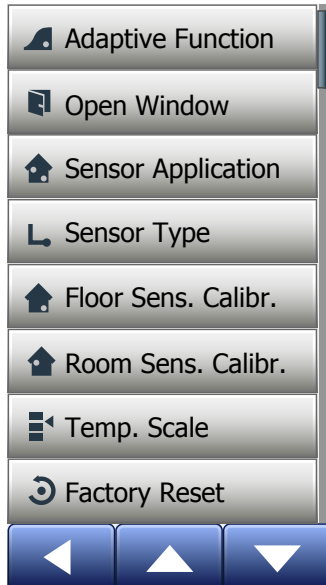 Adaptive Function
Open Window
Sensor Application
Sensor Type
Floor Sens. Calibr.
Room Sens. Calibr.
Temp. Scale
Factory Reset